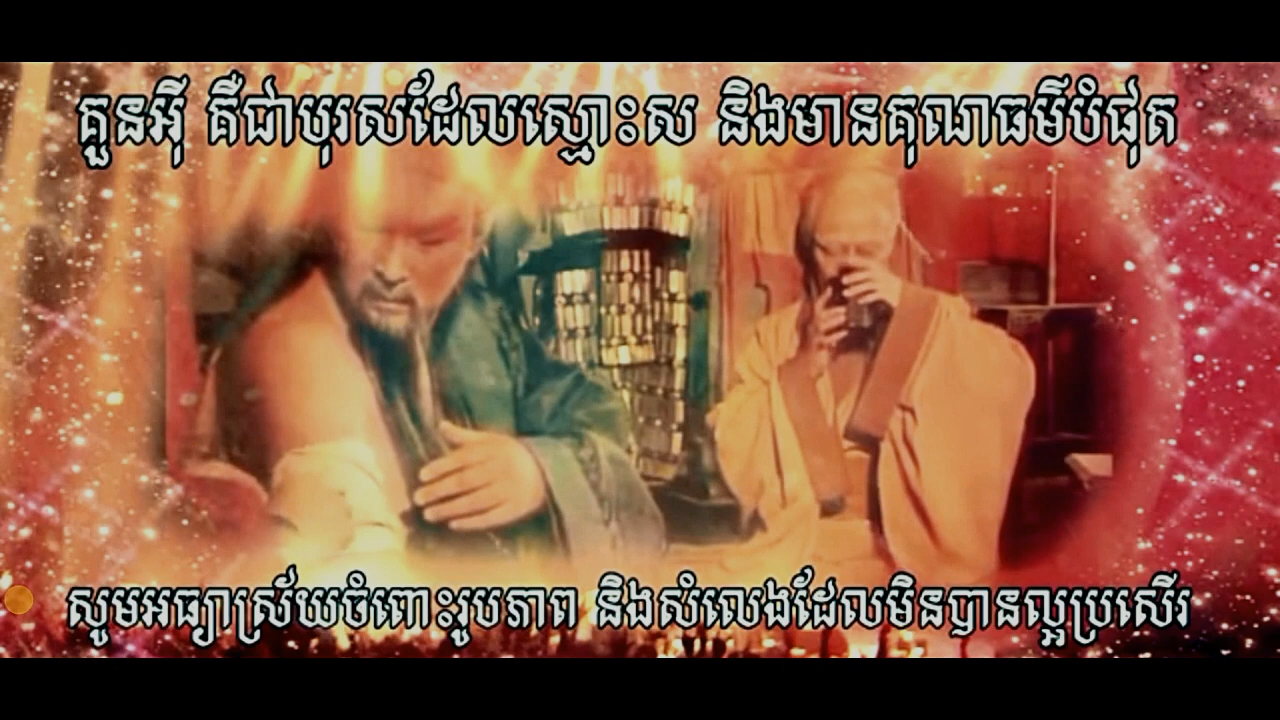 គួនអ៊ី គឺជាបុរសដែលស្មោះស និងមានគុណធម៌បំផុត
សូមអធ្យាស្រ័យចំពោះរូបភាព និងសំលេងដែលមិនបានល្អប្រសើរ